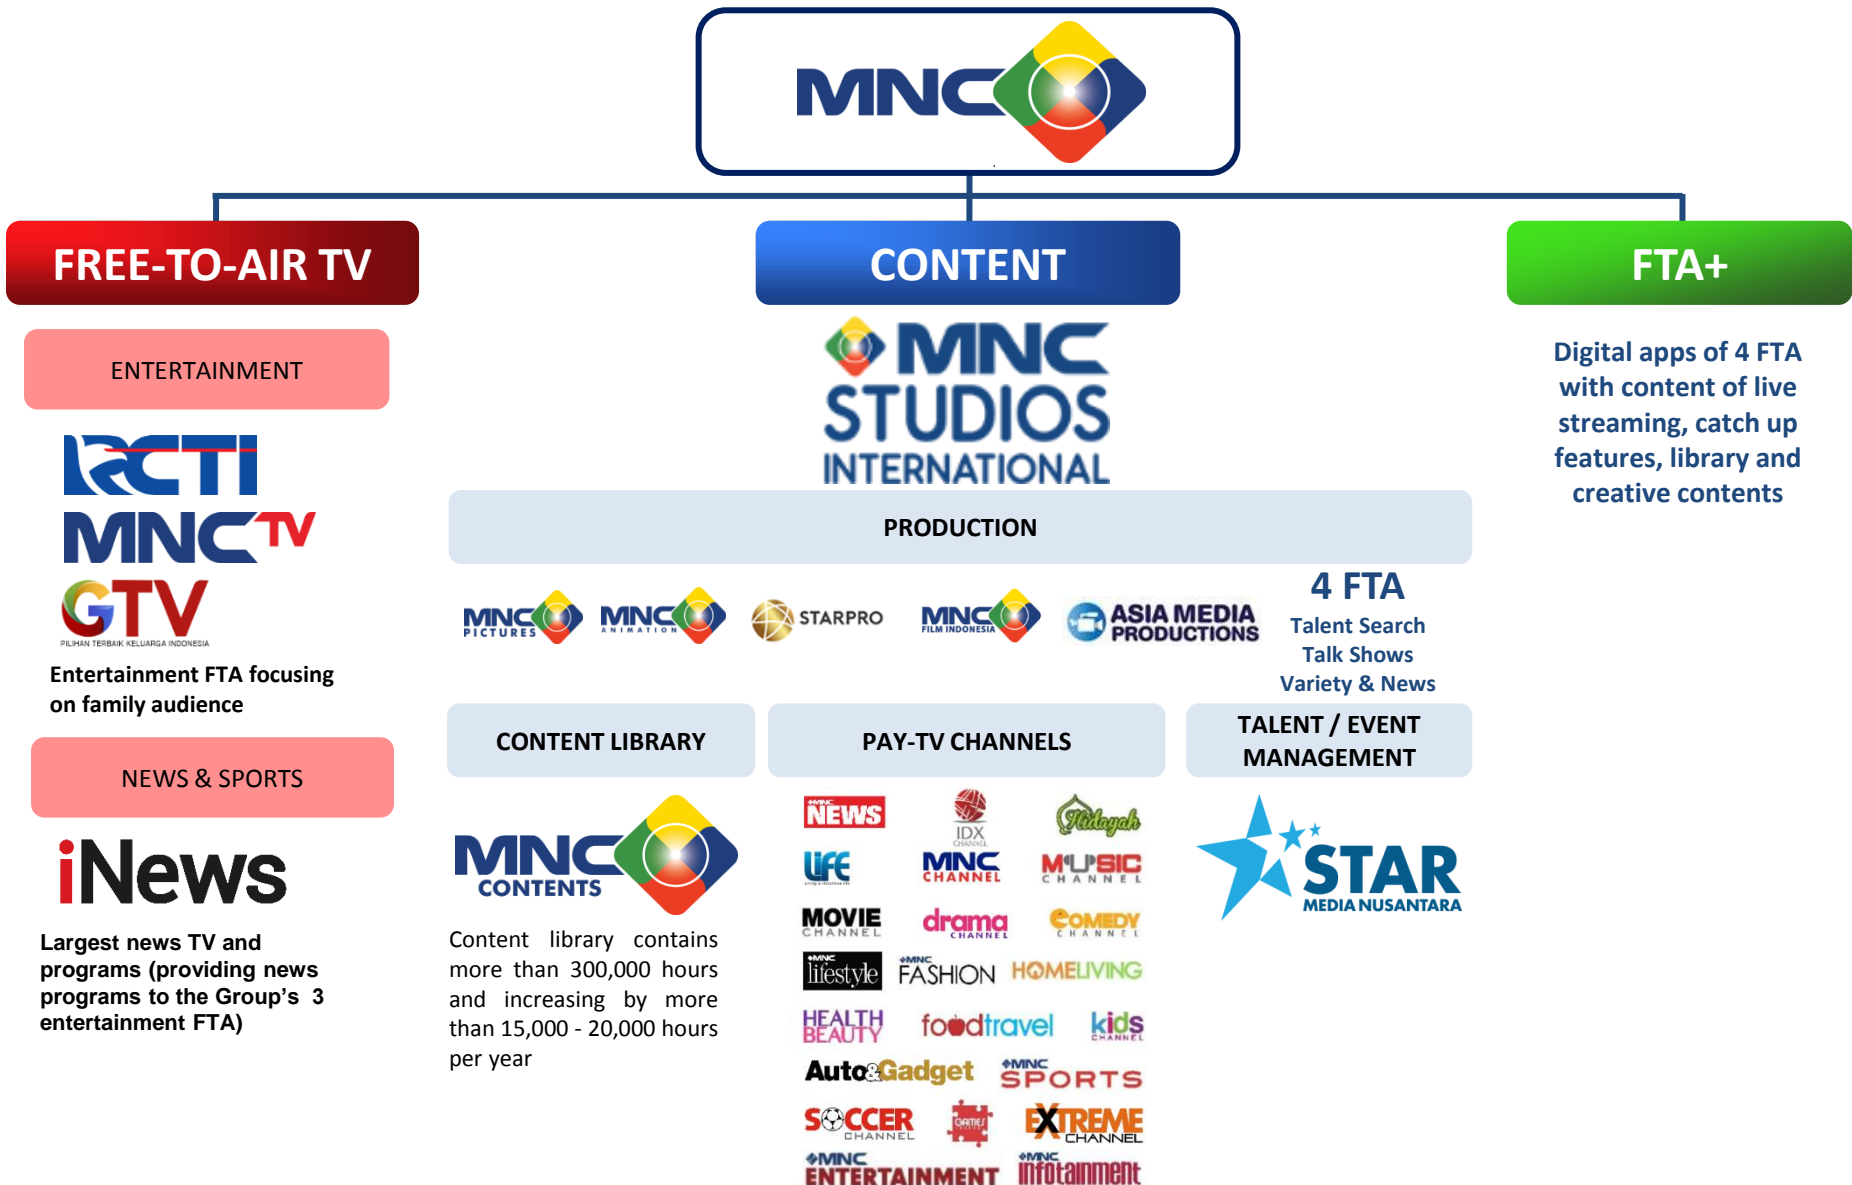 MNC
FREE-TO-AIR TV
CONTENT
FTA+
ENTERTAINMENT
RCTI
MNCTV
GTV
PILIHAN TERBAIK KELUARGA INDONESIA
Entertainment FTA focusing
on family audience
NEWS & SPORTS
iNews
Largest news TV and
programs (providing news
programs to the Group's 3
entertainment FTA)
MNC
STUDIOS
INTERNATIONAL
PRODUCTION
MNC
PICTURES
MNC
ANIMATION
STARPRO
MNC
FILM INDONESIA
ASIA MEDIA
PRODUCTIONS
4 FTA
Talent Search
Talk Shows
Variety & News
CONTENT LIBRARY
MNC
CONTENTS
Content library contains
more than 300,000 hours
and increasing by more
than 15,000 - 20,000 hours
per year
PAY-TV CHANNELS
MNC
NEWS
IDX
CHANNEL
Hidayah
LIFE
MNC
CHANNEL
MUSIC
CHANNEL
MOVIE
CHANNEL
drama
CHANNEL
COMEDY
CHANNEL
MNC
lifestyle
MNC
FASHION
HOMELIVING
HEALTH
BEAUTY
foodtravel
kids
CHANNEL
Auto&Gadget
MNC
SPORTS
SOCCER
CHANNEL
GAMES
EXTREME
CHANNEL
MNC
ENTERTAINMENT
MNC
infotainment
TALENT / EVENT
MANAGEMENT
STAR
MEDIA NUSANTARA
Digital apps of 4 FTA
with content of live
streaming, catch up
features, library and
creative contents